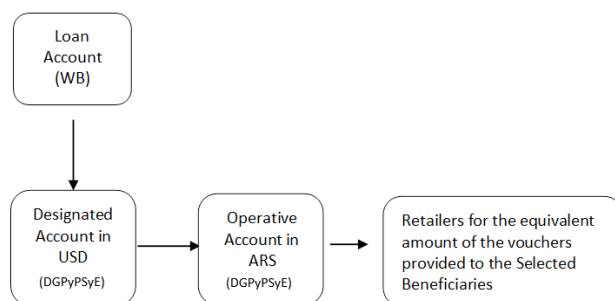 Loan
Account
(WB)
Designated
Account in
USD
(DGPyPSyE)
Operative
Account in
ARS
(DGPyPSyE)
Retailers for the equivalent
amount of the vouchers
provided to the Selected
Beneficiaries